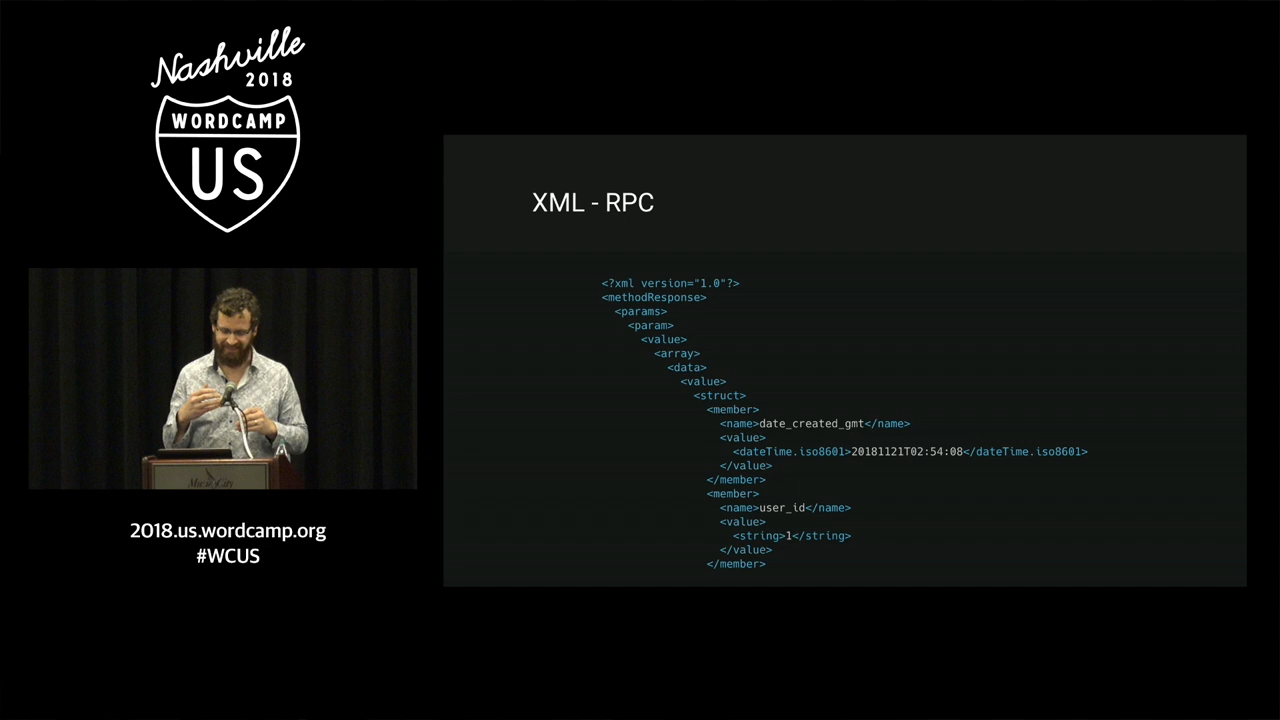 Nashville
2018
WORDCAMP
US
2018.us.wordcamp.org
#WCUS
XML - RPC
<?xml version="1.0"?>
<methodResponse>
<params>
<param>
<value>
<array>
<data>
<value>
<struct>
<member>
<name>date_created_gmt</name>
<value>
<dateTime.iso8601>20181121T02:54:08</dateTime.iso8601>
</value>
</member>
<member>
<name>user_id</name>
<value>
<string>1</string>
</value>
</member>